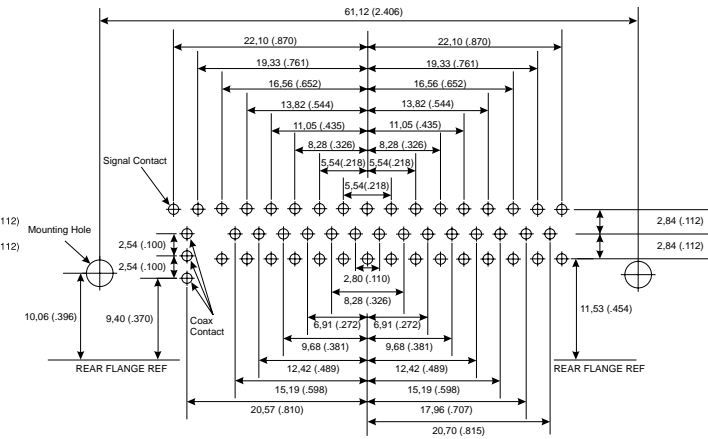 61,12 (2.406)
22,10 (.870) 22,10 (.870)
19,33 (.761) 19,33 (.761)
16,56 (.652) 16,56 (.652)
13,82 (.544) 13,82 (.544)
11,05 (.435) 11,05 (.435)
8,28 (.326) 8,28 (.326)
Signal Contact
5,54(.218) 5,54(.218)
5,54(.218)
112) 2,84 (.112)
Mounting Hole
112) 2,54 (.100) 2,84 (.112)
2,54 (.100)
2,80 (.110)
8,28 (.326)
10,06 (.396) 9,40 (.370) Coax Contact 11,53 (.454)
6,91 (.272) 6,91 (.272)
9,68 (.381) 9,68 (.381)
REAR FLANGE REF 12,42 (.489) 12,42 (.489) REAR FLANGE REF
15,19 (.598) 15,19 (.598)
20,57 (.810) 17,96 (.707)
20,70 (.815)